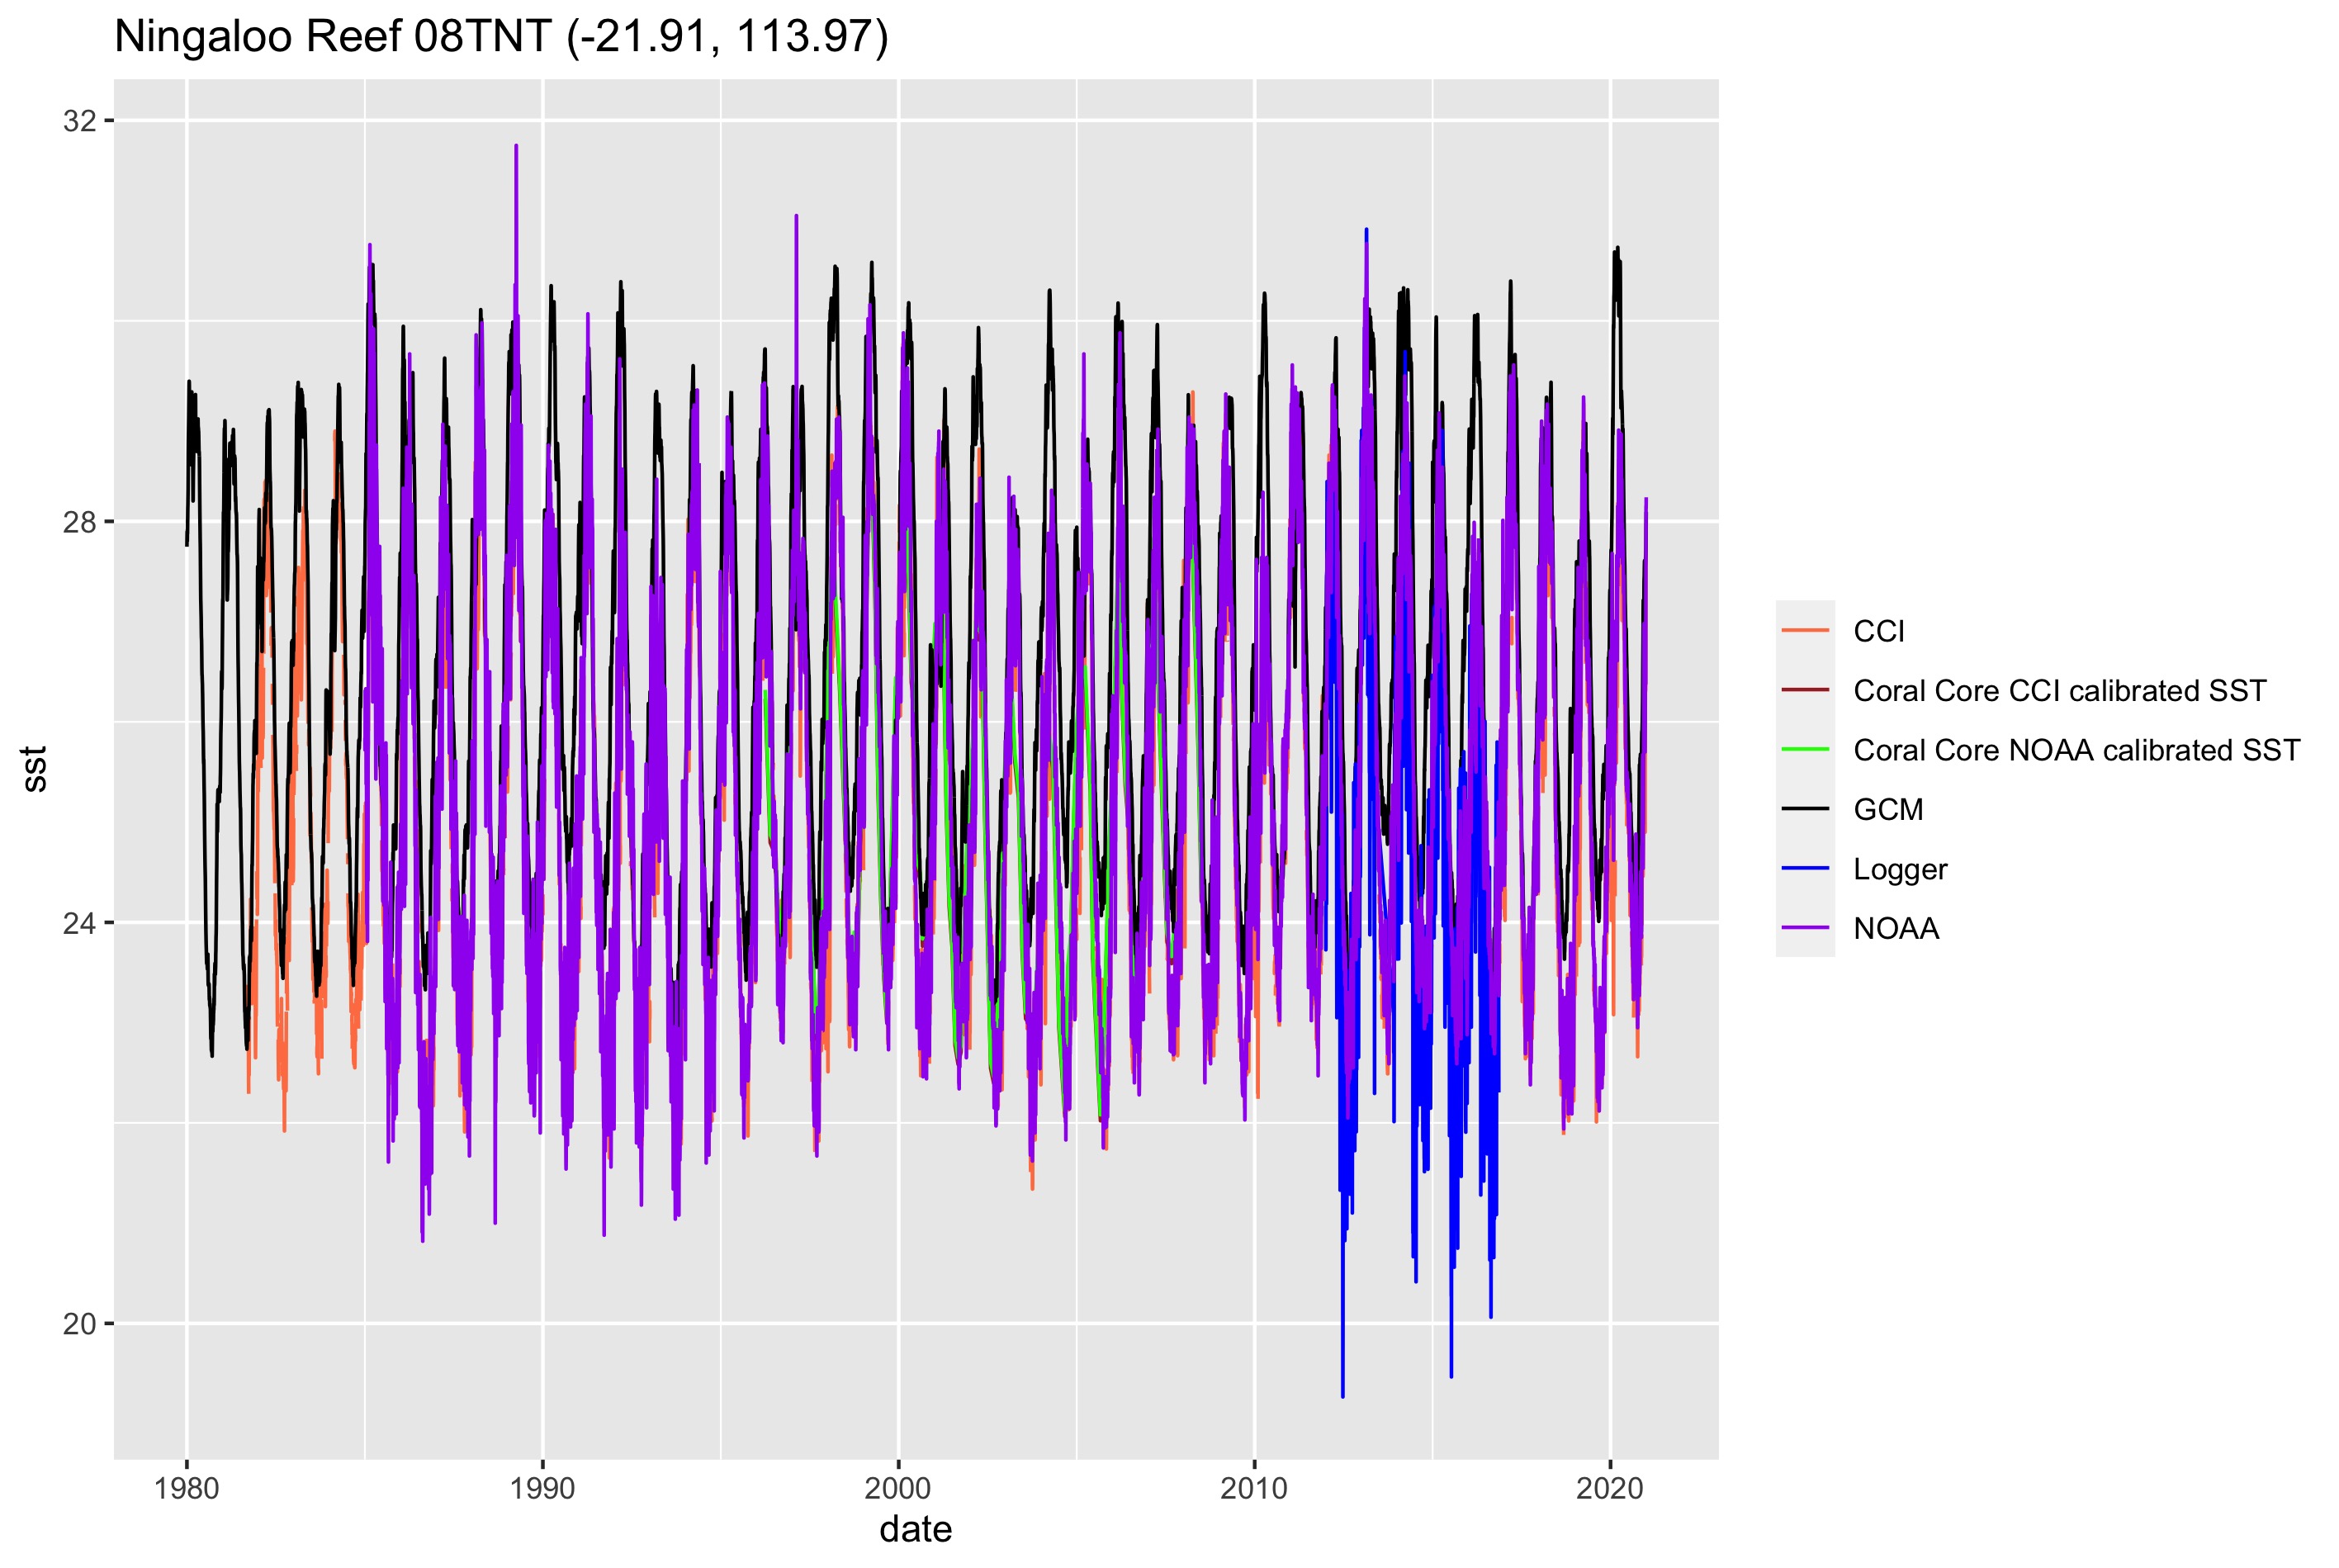 Ningaloo Reef 08TNT (-21.91, 113.97)
32
28
24
20
sst
1980
1990
2000
2010
2020
date
CCI
Coral Core CCI calibrated SST
Coral Core NOAA calibrated SST
GCM
Logger
NOAA